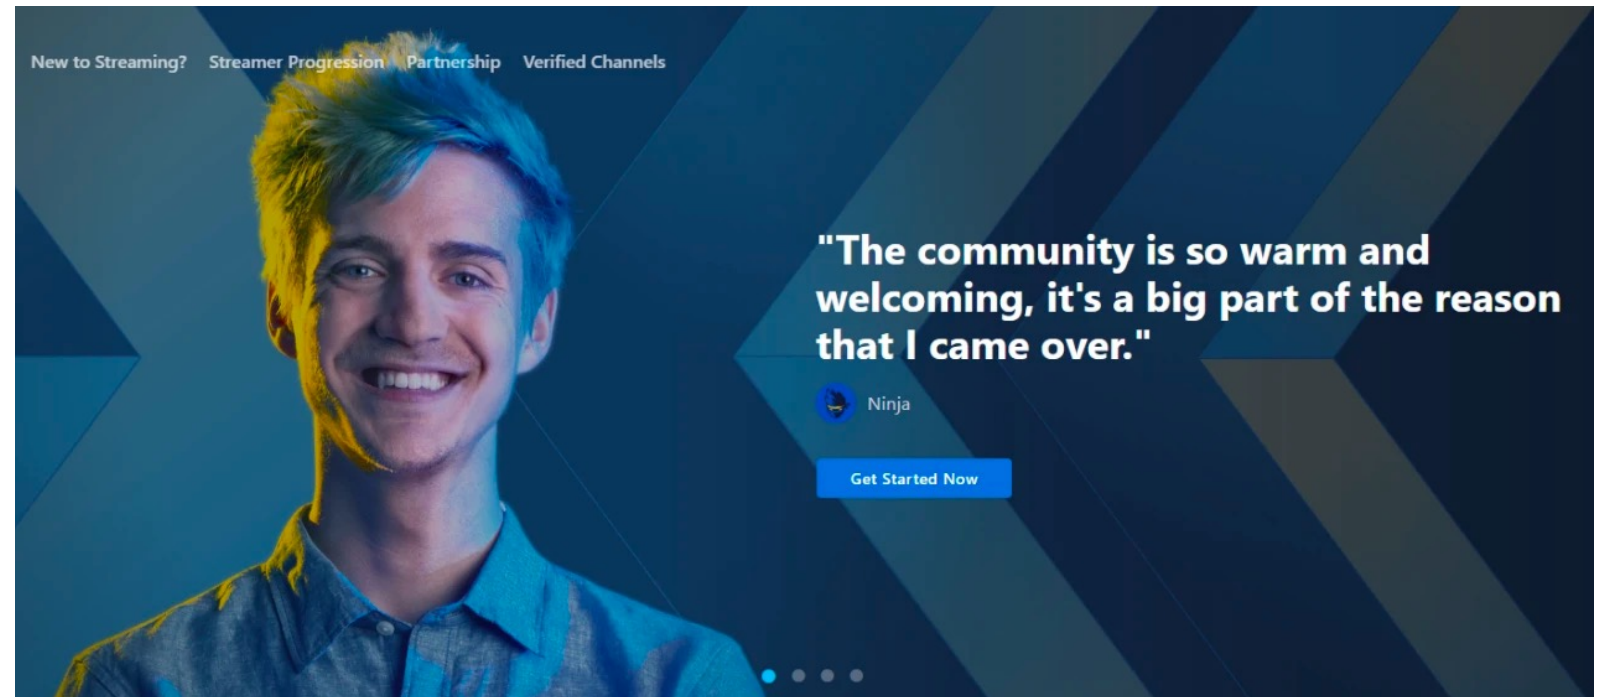 New to Streaming? Streamer Progression Partnership Verified Channels
"The community is so warm and
welcoming, it's a big part of the reason
that I came over."
Ninja
Get Started Now